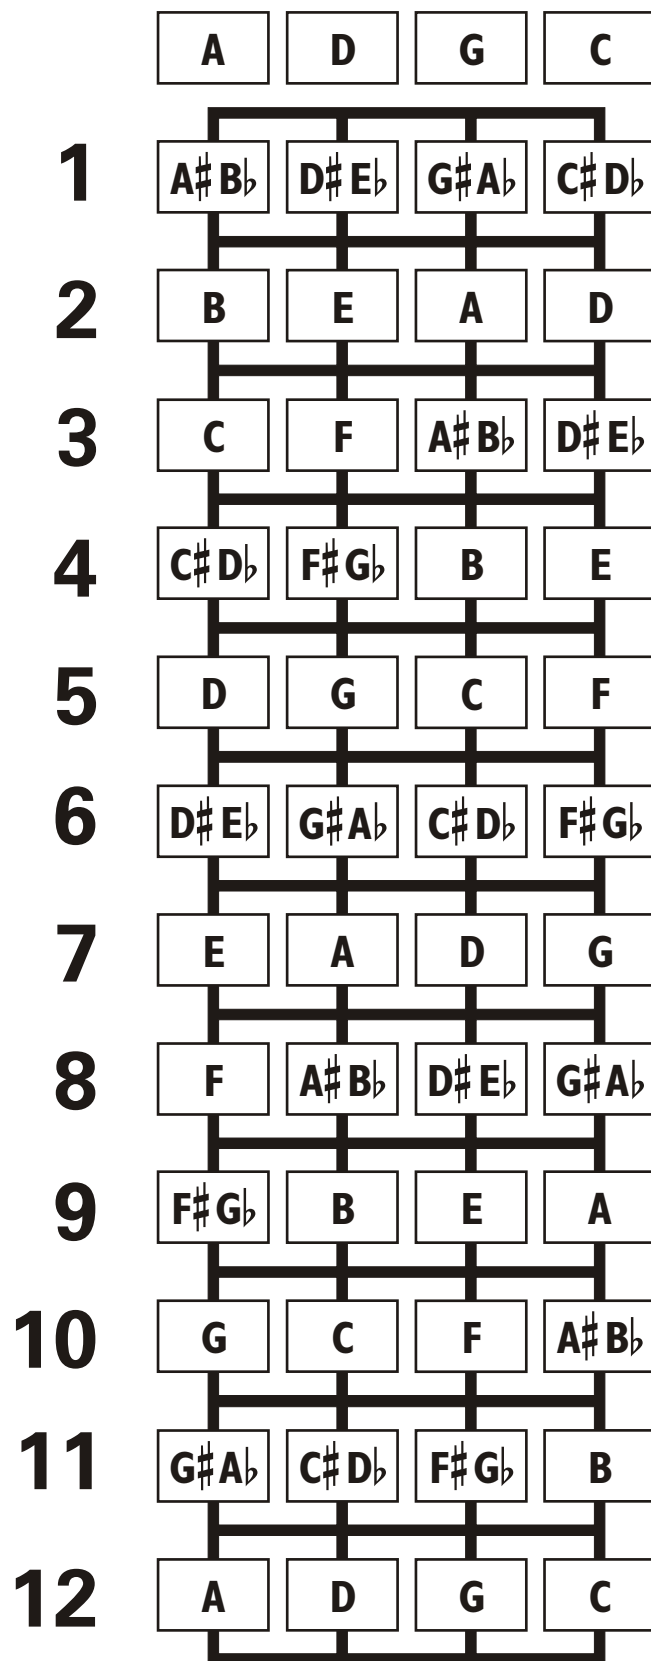 A D G C
1 A♯B♭ D♯E♭ G♯A♭ C♯D♭
2 B E A D
3 C F A♯B♭ D♯E♭
4 C♯D♭ F♯G♭ B E
5 D G C F
6 D♯E♭ G♯A♭ C♯D♭ F♯G♭
7 E A D G
8 F A♯B♭ D♯E♭ G♯A♭
9 F♯G♭ B E A
10 G C F A♯B♭
11 G♯A♭ C♯D♭ F♯G♭ B
12 A D G C